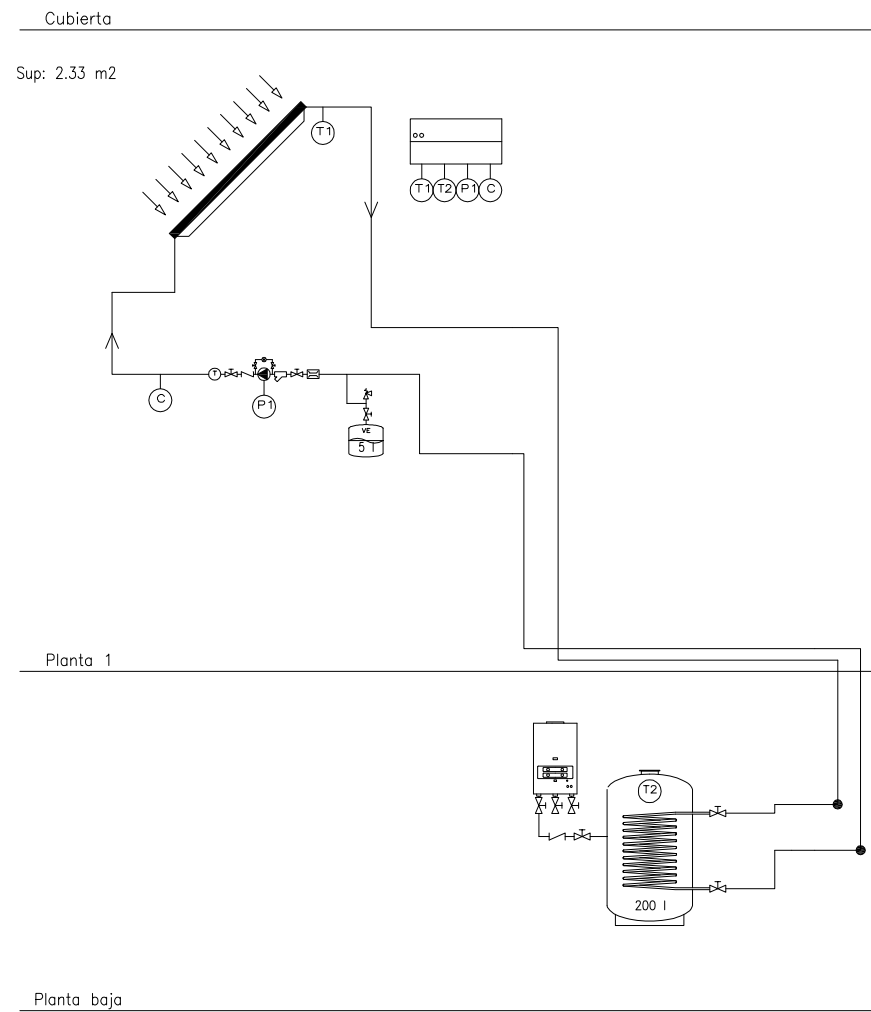 Cubierta
Sup: 2.33 m2
T1
T1 T2 P1 C
T
C
P1
VE
5 l
Planta 1
T2
200 l
Planta baja